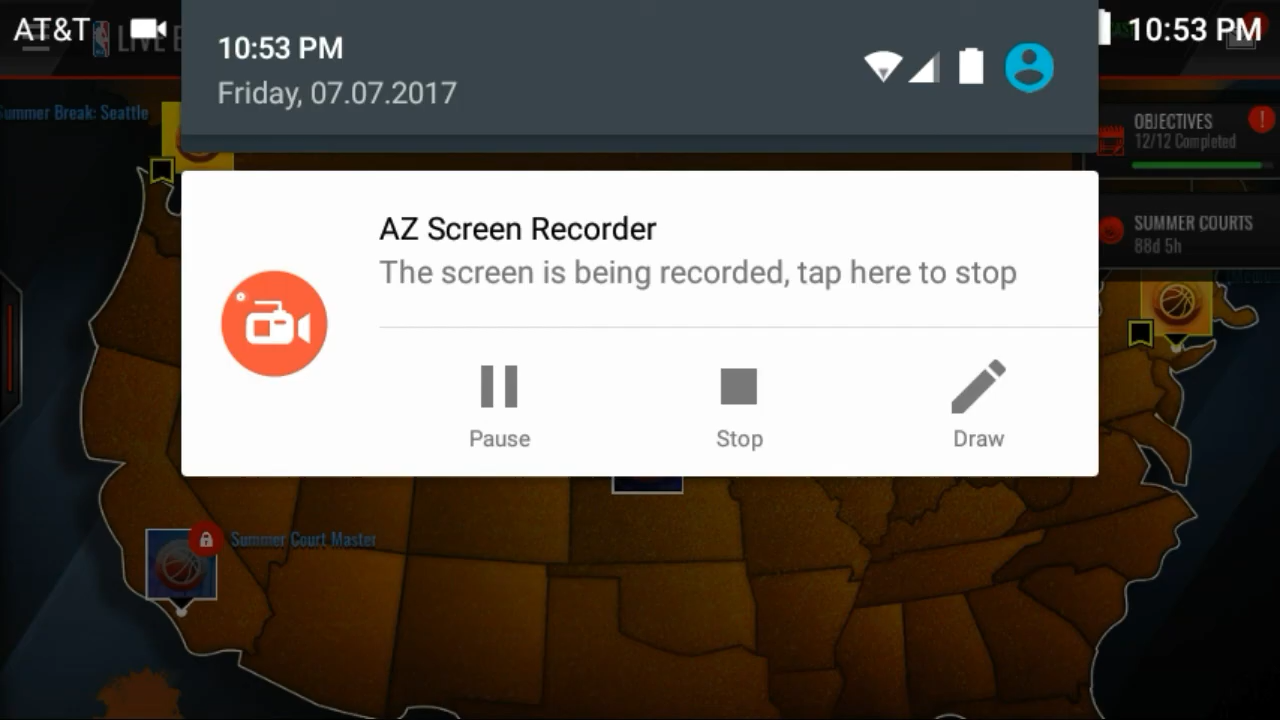 AT&T
10:53 PM
LIVE E
10:53 PM
Friday, 07.07.2017
Summer Break: Seattle
OBJECTIVES
12/12 Completed
!
AZ Screen Recorder
The screen is being recorded, tap here to stop
SUMMER COURTS
88d 5h
Pause
Stop
Draw
Summer Court Master